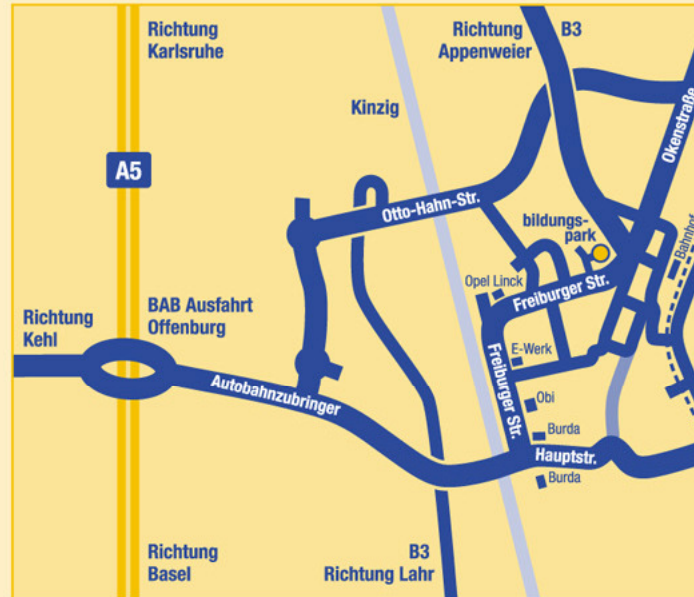 Richtung
Karlsruhe
Richtung
Appenweier
B3
Kinzig
Okenstraße
A5
Otto-Hahn-Str.
bildungs-
park
Bahnhof
Opel Linck
Freiburger Str.
Richtung
Kehl
BAB Ausfahrt
Offenburg
E-Werk
Autobahnzubringer
Freiburger Str.
Obi
Burda
Hauptstr.
Burda
Richtung
Basel
B3
Richtung Lahr